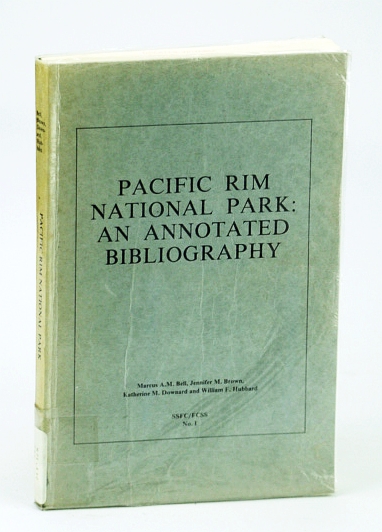 PACIFIC RIM
NATIONAL PARK:
AN ANNOTATED
BIBLIOGRAPHY
Marcus A.M. Bell, Jennifer M. Brown,
Katherine M. Downard and William F. Hubbard
SSFC/FCSS
No. 1
PACIFIC RIM NATIONAL PARK